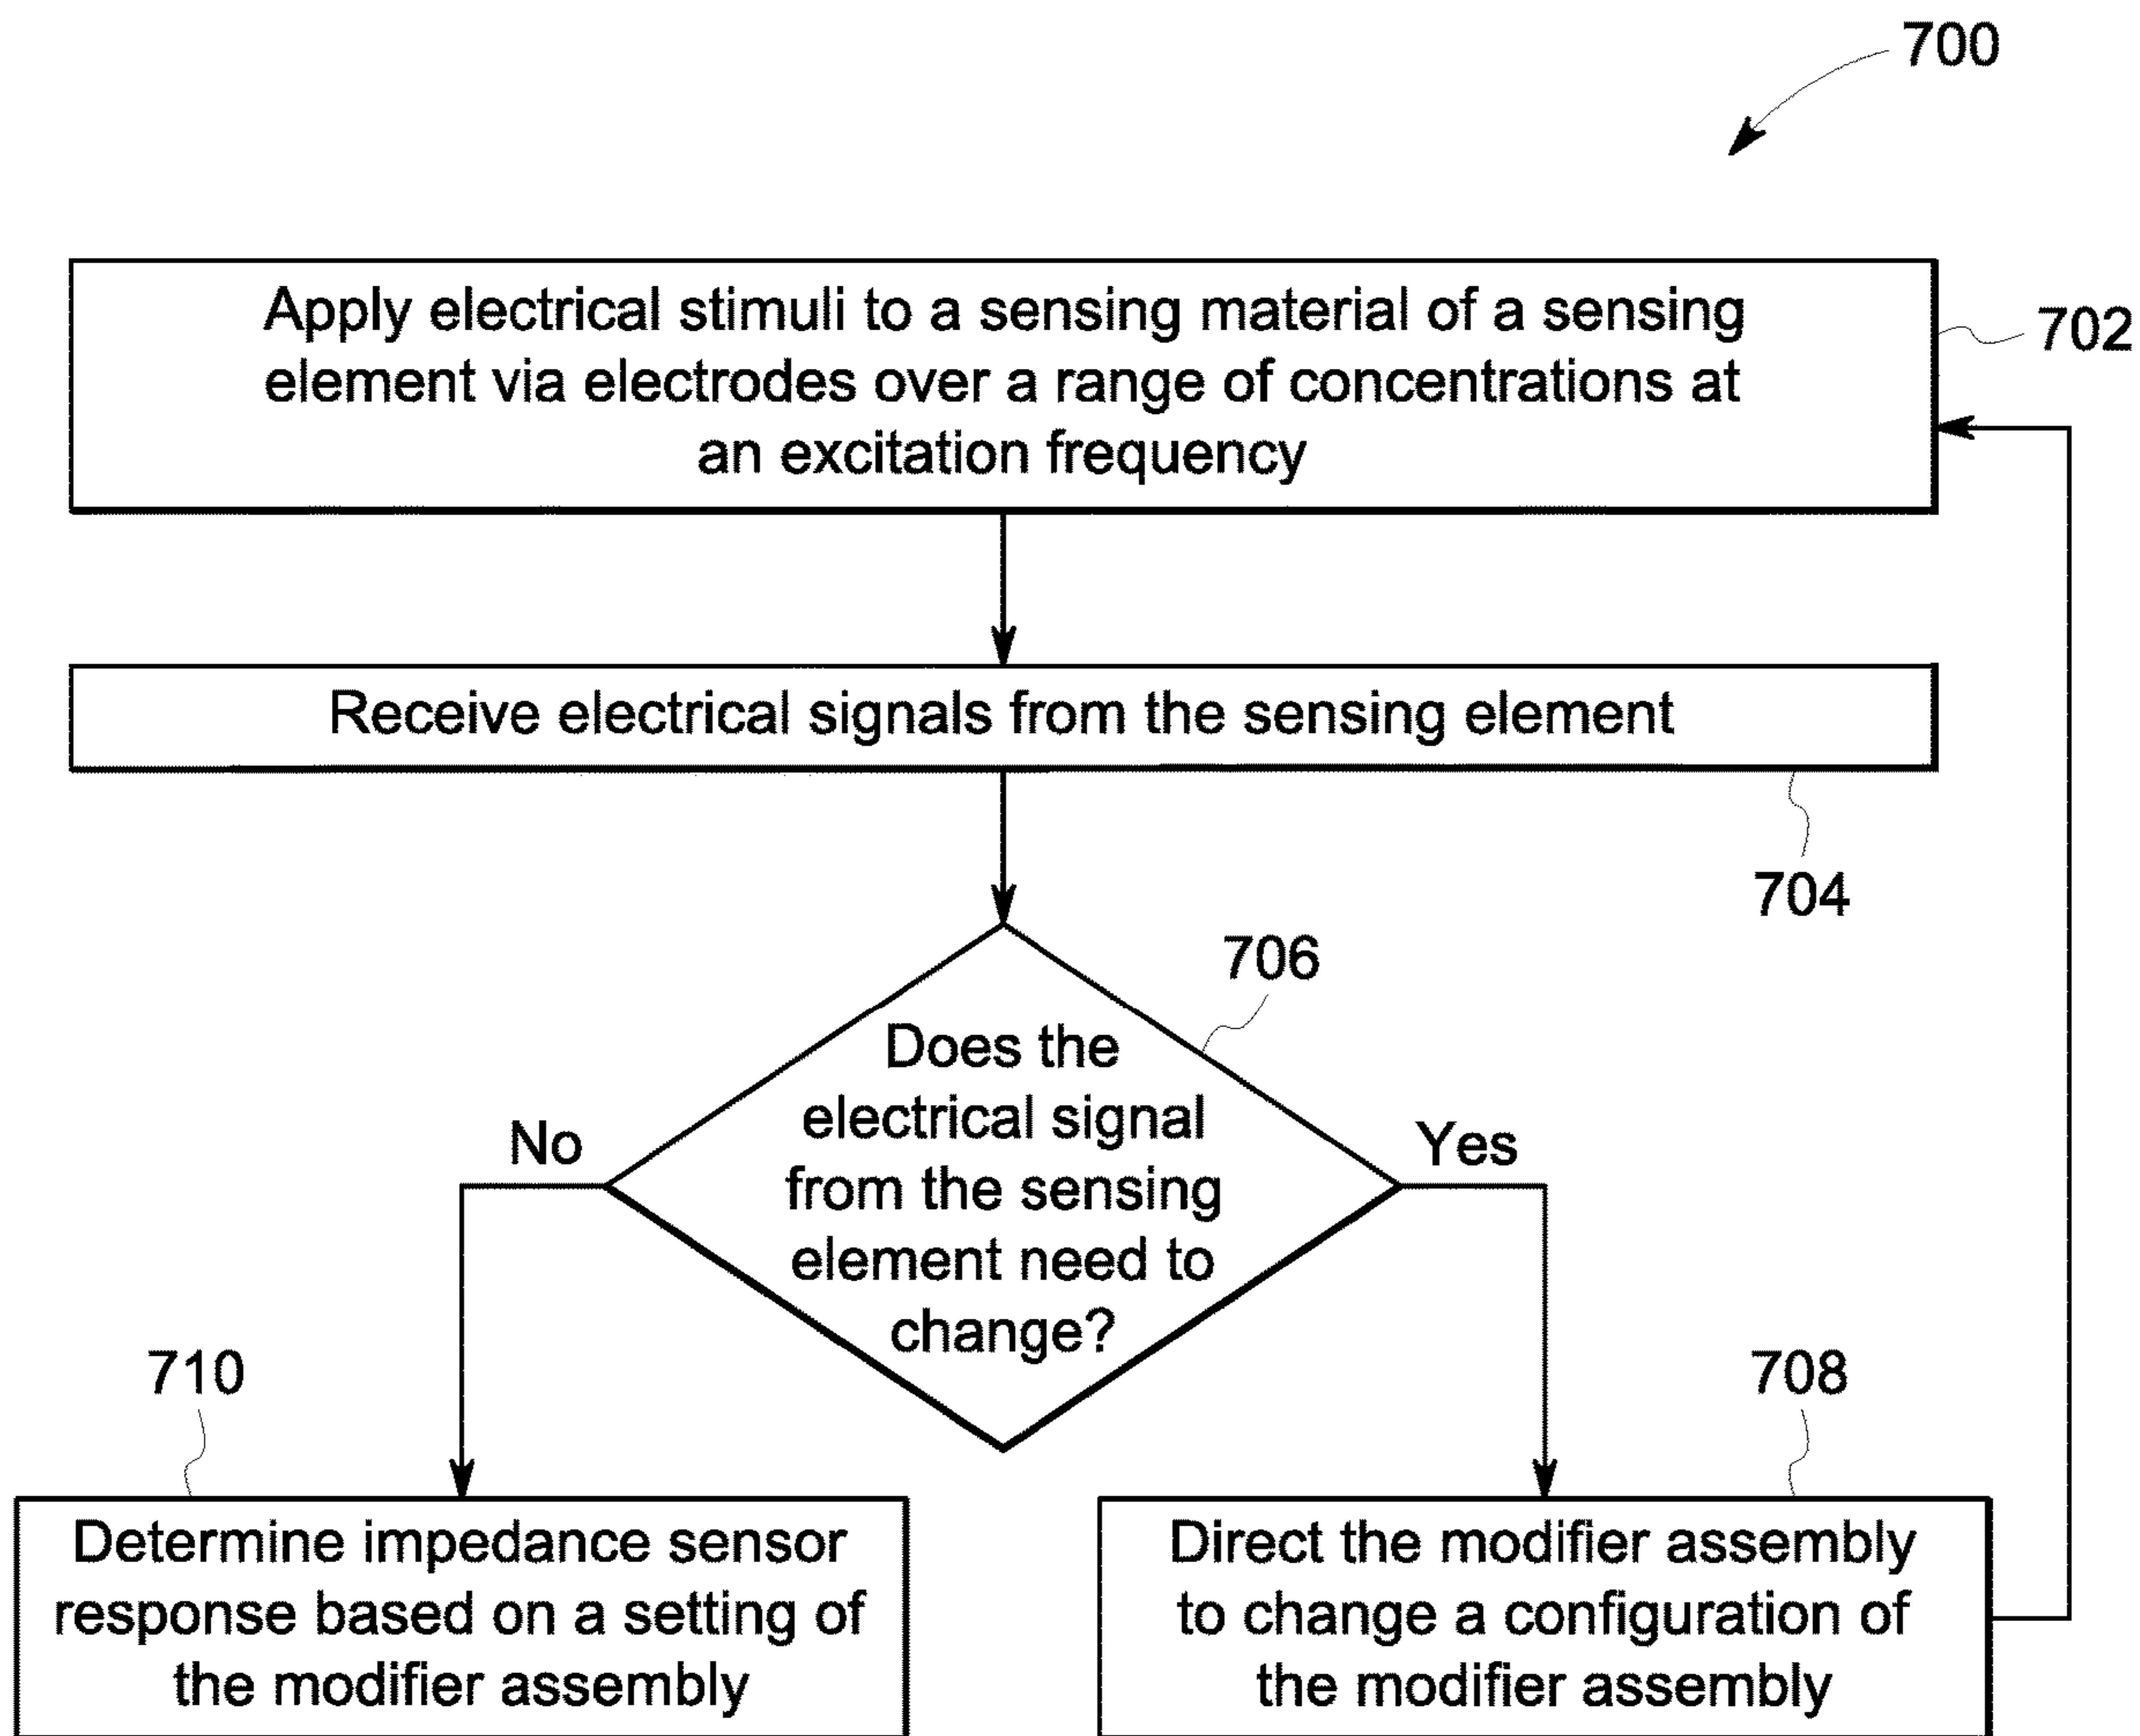 700
Apply electrical stimuli to a sensing material of a sensing
element via electrodes over a range of concentrations at
an excitation frequency
702
Receive electrical signals from the sensing element
704
706
Does the
electrical signal
from the sensing
element need to
change?
No
Yes
710
708
Determine impedance sensor
response based on a setting of
the modifier assembly
Direct the modifier assembly
to change a configuration of
the modifier assembly